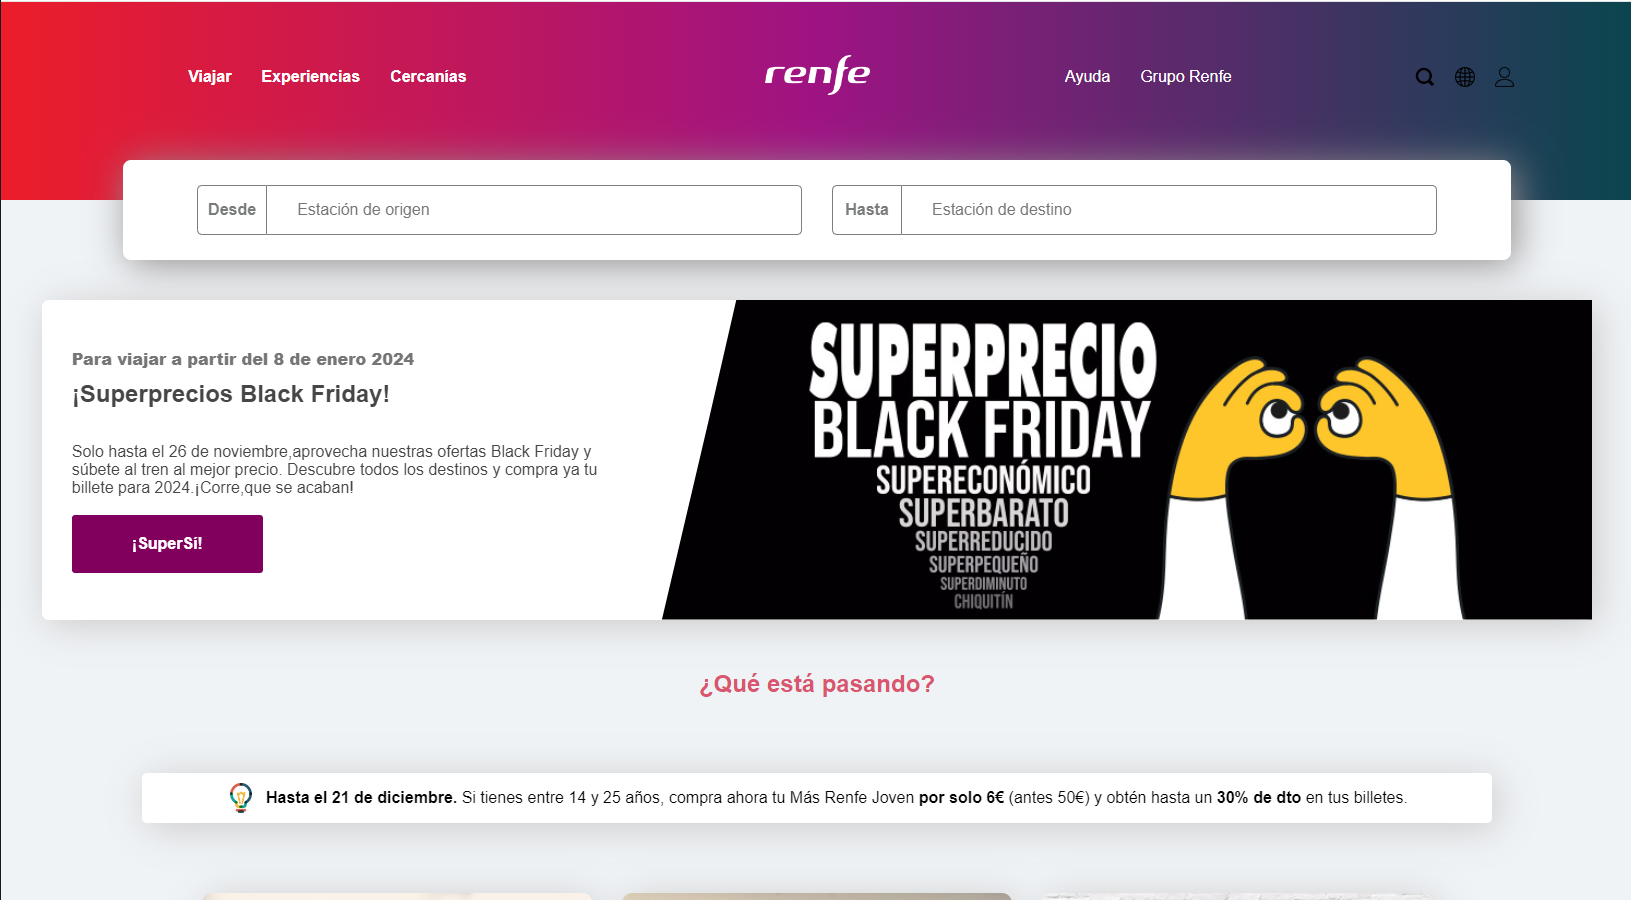 Viajar Experiencias Cercanías renfe Ayuda Grupo Renfe
Desde Estación de origen Hasta Estación de destino
Para viajar a partir del 8 de enero 2024
¡Superprecios Black Friday!
Solo hasta el 26 de noviembre,aprovecha nuestras ofertas Black Friday y
súbete al tren al mejor precio. Descubre todos los destinos y compra ya tu
billete para 2024.¡Corre,que se acaban!
¡SuperSí!
SUPERPRECIO
BLACK FRIDAY
SUPERECONÓMICO
SUPERBARATO
SUPERREDUCIDO
SUPERPEQUEÑO
SUPERDIMINUTO
CHIQUITÍN
¿Qué está pasando?
Hasta el 21 de diciembre. Si tienes entre 14 y 25 años, compra ahora tu Más Renfe Joven por solo 6€ (antes 50€) y obtén hasta un 30% de dto en tus billetes.